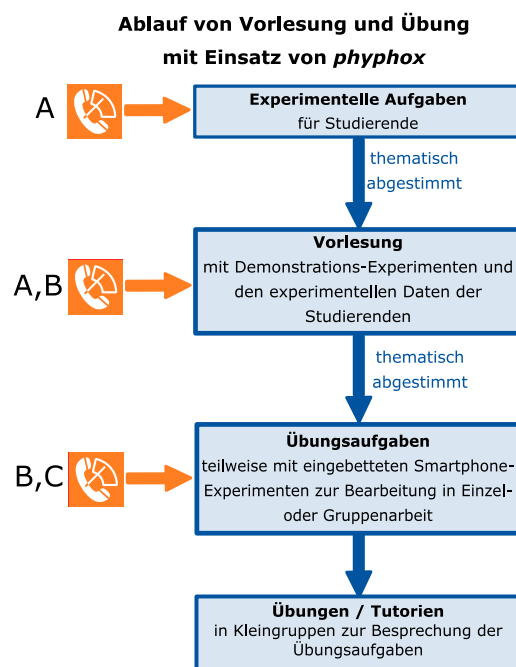 Ablauf von Vorlesung und Übung
mit Einsatz von phyphox
A
Experimentelle Aufgaben
für Studierende
thematisch
abgestimmt
A,B
Vorlesung
mit Demonstrations-Experimenten und
den experimentellen Daten der
Studierenden
thematisch
abgestimmt
B,C
Übungsaufgaben
teilweise mit eingebetteten Smartphone-
Experimenten zur Bearbeitung in Einzel-
oder Gruppenarbeit
Übungen / Tutorien
in Kleingruppen zur Besprechung der
Übungsaufgaben